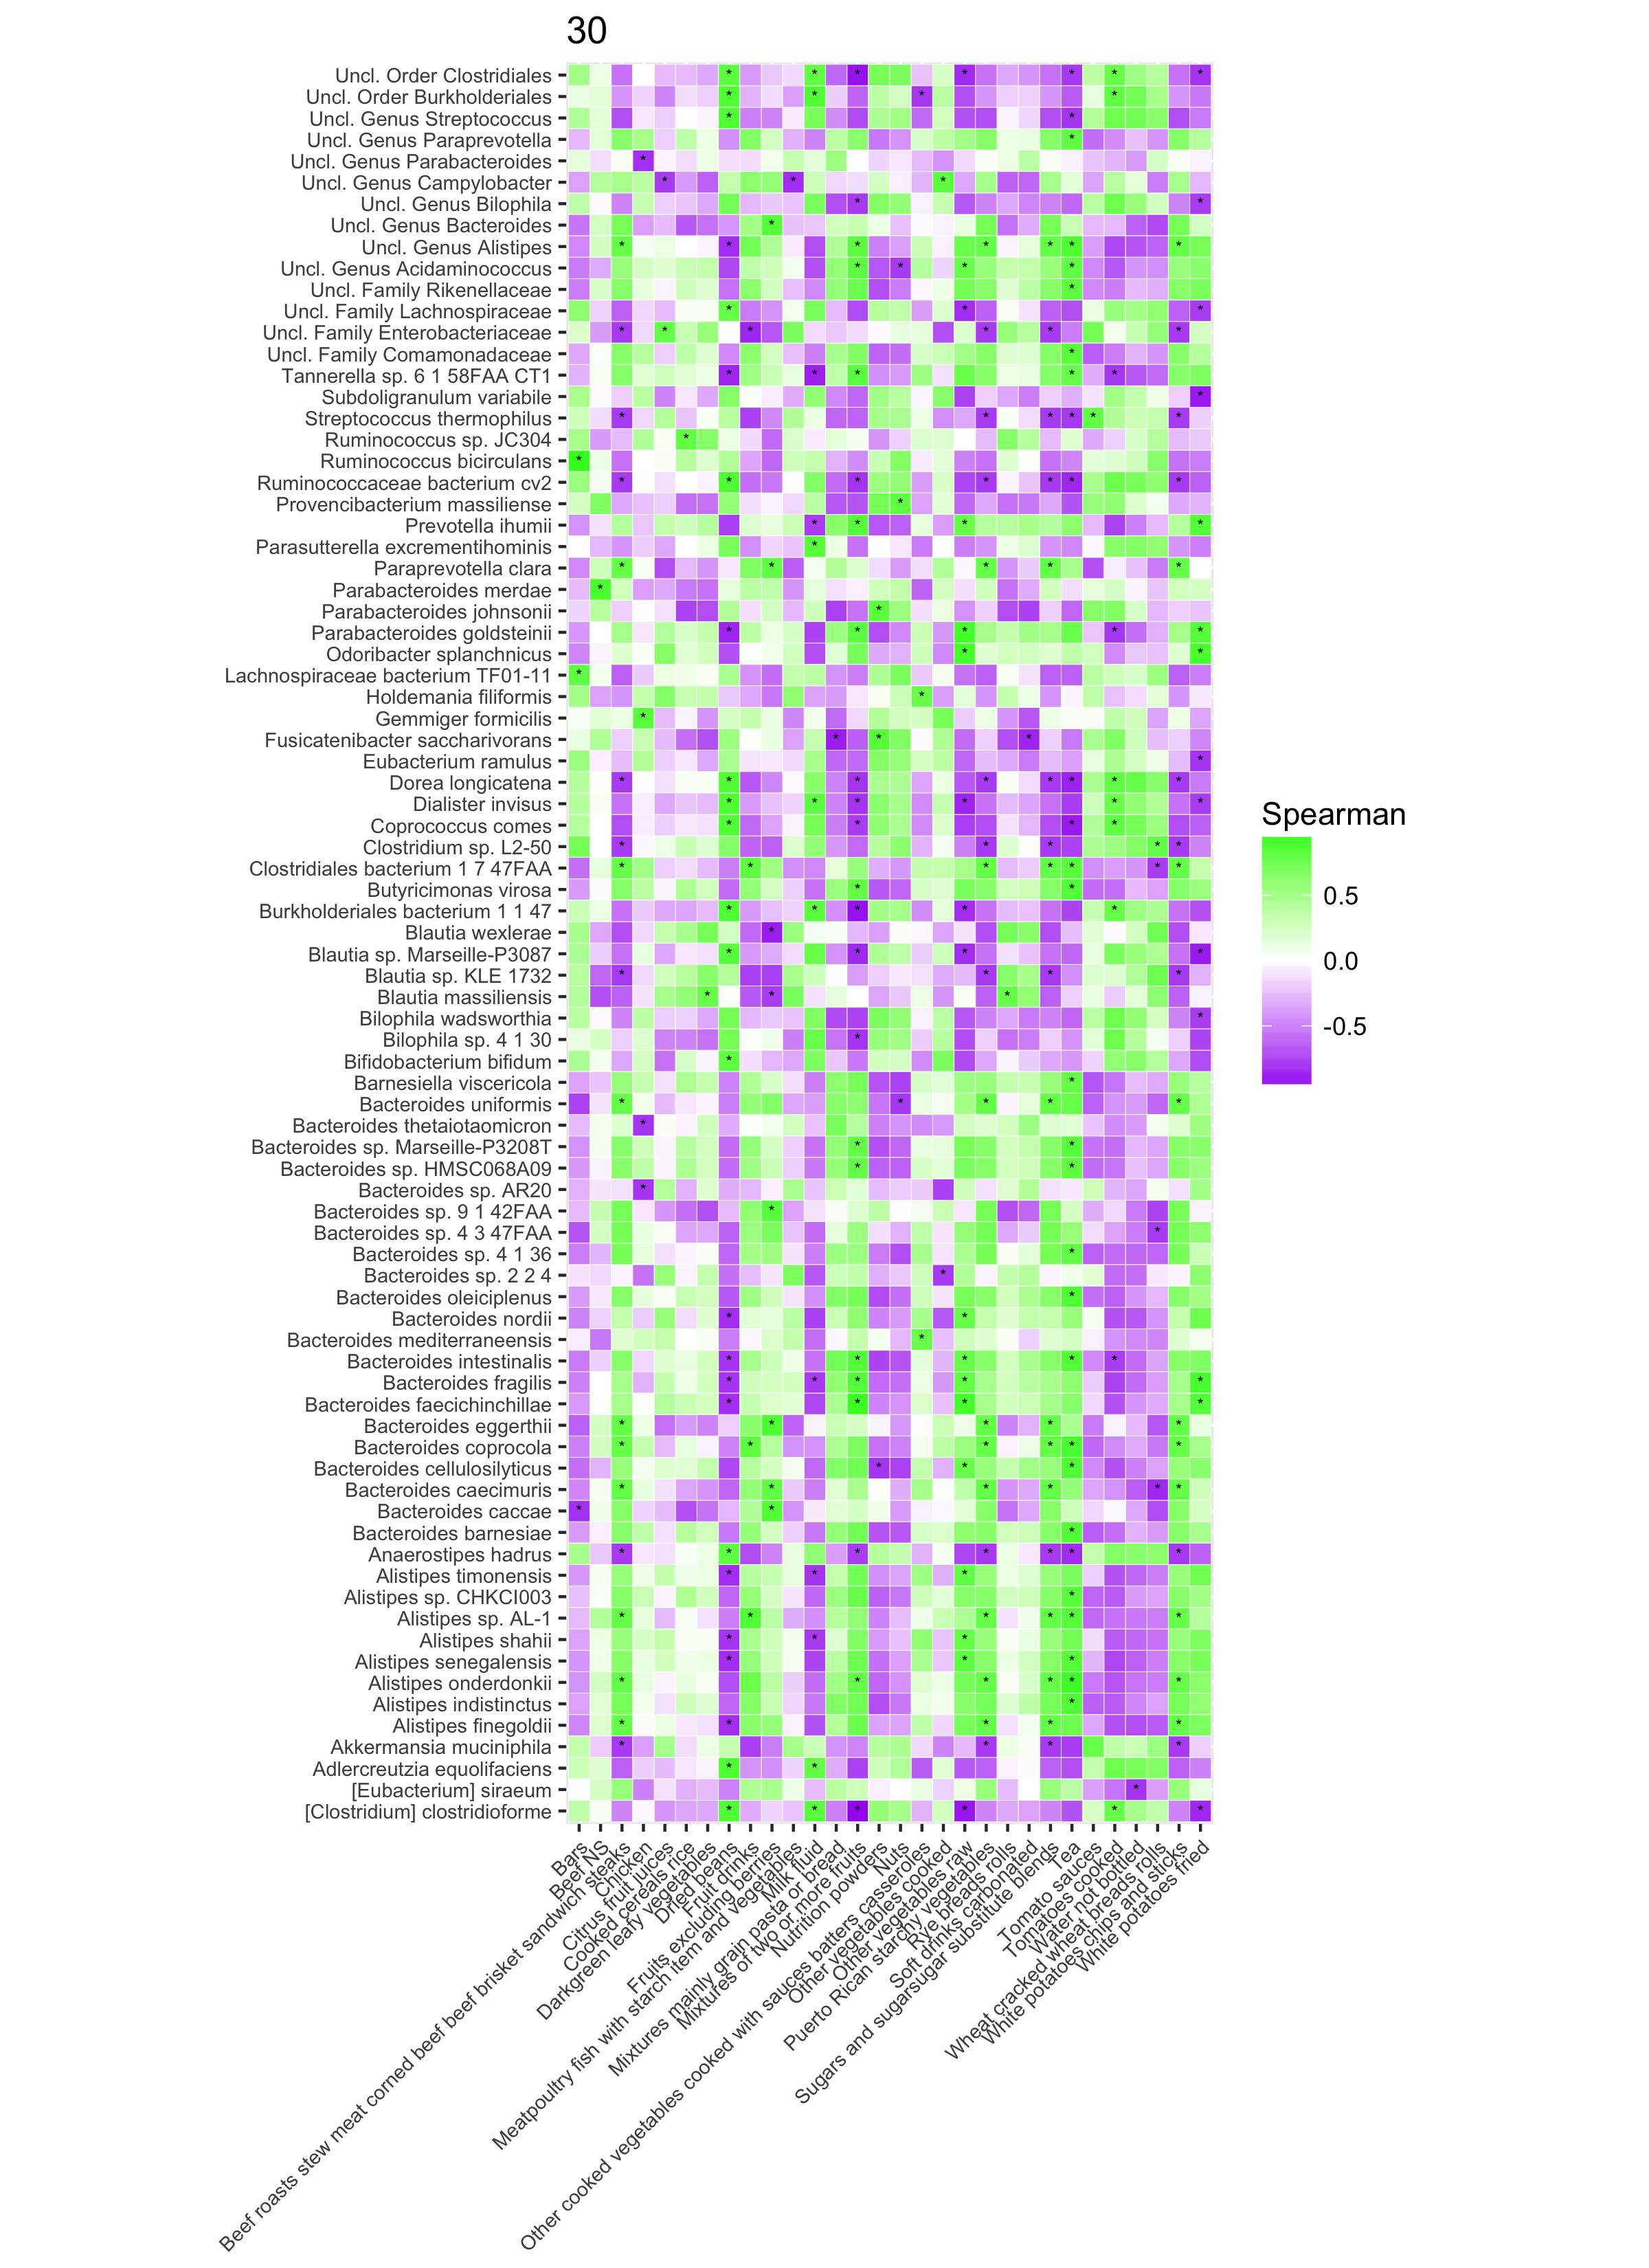 30
Uncl. Order Clostridiales
Uncl. Order Burkholderiales
Uncl. Genus Streptococcus
Uncl. Genus Paraprevotella
Uncl. Genus Parabacteroides
Uncl. Genus Campylobacter
Uncl. Genus Bilophila
Uncl. Genus Bacteroides
Uncl. Genus Alistipes
Uncl. Genus Acidaminococcus
Uncl. Family Rikenellaceae
Uncl. Family Lachnospiraceae
Uncl. Family Enterobacteriaceae
Uncl. Family Comamonadaceae
Tannerella sp. 6 1 58FAA CT1
Subdoligranulum variabile
Streptococcus thermophilus
Ruminococcus sp. JC304
Ruminococcus bicirculans
Ruminococcaceae bacterium cv2
Provencibacterium massiliense
Prevotella ihumii
Parasutterella excrementihominis
Paraprevotella clara
Parabacteroides merdae
Parabacteroides johnsonii
Parabacteroides goldsteinii
Odoribacter splanchnicus
Lachnospiraceae bacterium TF01-11
Holdemania filiformis
Gemmiger formicilis
Fusicatenibacter saccharivorans
Eubacterium ramulus
Dorea longicatena
Dialister invisus
Coprococcus comes
Clostridium sp. L2-50
Clostridiales bacterium 1 7 47FAA
Butyricimonas virosa
Burkholderiales bacterium 1 1 47
Blautia wexlerae
Blautia sp. Marseille-P3087
Blautia sp. KLE 1732
Blautia massiliensis
Bilophila wadsworthia
Bilophila sp. 4 1 30
Bifidobacterium bifidum
Barnesiella viscericola
Bacteroides uniformis
Bacteroides thetaiotaomicron
Bacteroides sp. Marseille-P3208T
Bacteroides sp. HMSC068A09
Bacteroides sp. AR20
Bacteroides sp. 9 1 42FAA
Bacteroides sp. 4 3 47FAA
Bacteroides sp. 4 1 36
Bacteroides sp. 2 2 4
Bacteroides oleiciplenus
Bacteroides nordii
Bacteroides mediterraneensis
Bacteroides intestinalis
Bacteroides fragilis
Bacteroides faecichinchillae
Bacteroides eggerthii
Bacteroides coprocola
Bacteroides cellulosilyticus
Bacteroides caecimuris
Bacteroides caccae
Bacteroides barnesiae
Anaerostipes hadrus
Alistipes timonensis
Alistipes sp. CHKCI003
Alistipes sp. AL-1
Alistipes shahii
Alistipes senegalensis
Alistipes onderdonkii
Alistipes indistinctus
Alistipes finegoldii
Akkermansia muciniphila
Adlercreutzia equolifaciens
[Eubacterium] siraeum
[Clostridium] clostridioforme
Bars
Beef NS
Beef roasts stew meat corned beef beef brisket sandwich steaks
Chicken
Citrus fruit juices
Cooked cereals rice
Darkgreen leafy vegetables
Dried beans
Fruit drinks
Fruits excluding berries
Meatpoultry fish with starch item and vegetables
Milk fluid
Mixtures mainly grain pasta or bread
Mixtures of two or more fruits
Nutrition powders
Nuts
Other cooked vegetables cooked with sauces batters casseroles
Other vegetables cooked
Other vegetables raw
Puerto Rican starchy vegetables
Rye breads rolls
Soft drinks carbonated
Sugars and sugarsugar substitute blends
Tea
Tomato sauces
Tomatoes cooked
Water not bottled
Wheat cracked wheat breads rolls
White potatoes chips and sticks
White potatoes fried
Spearman
0.5
0.0
-0.5